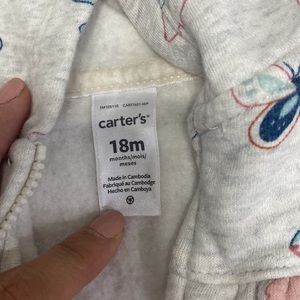 carter's
18m
months/mois/
meses
Made in Cambodia
Fabriqué au Cambodge
Hecho en Camboya